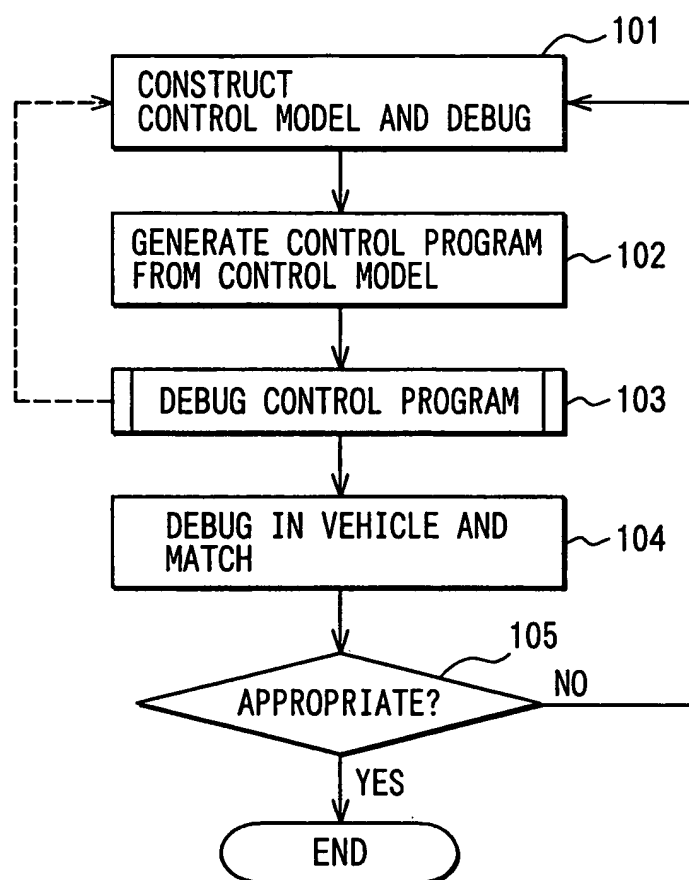 101
CONSTRUCT
CONTROL MODEL AND DEBUG
GENERATE CONTROL PROGRAM
FROM CONTROL MODEL
102
DEBUG CONTROL PROGRAM
103
DEBUG IN VEHICLE AND
MATCH
104
105
APPROPRIATE?
NO
YES
END